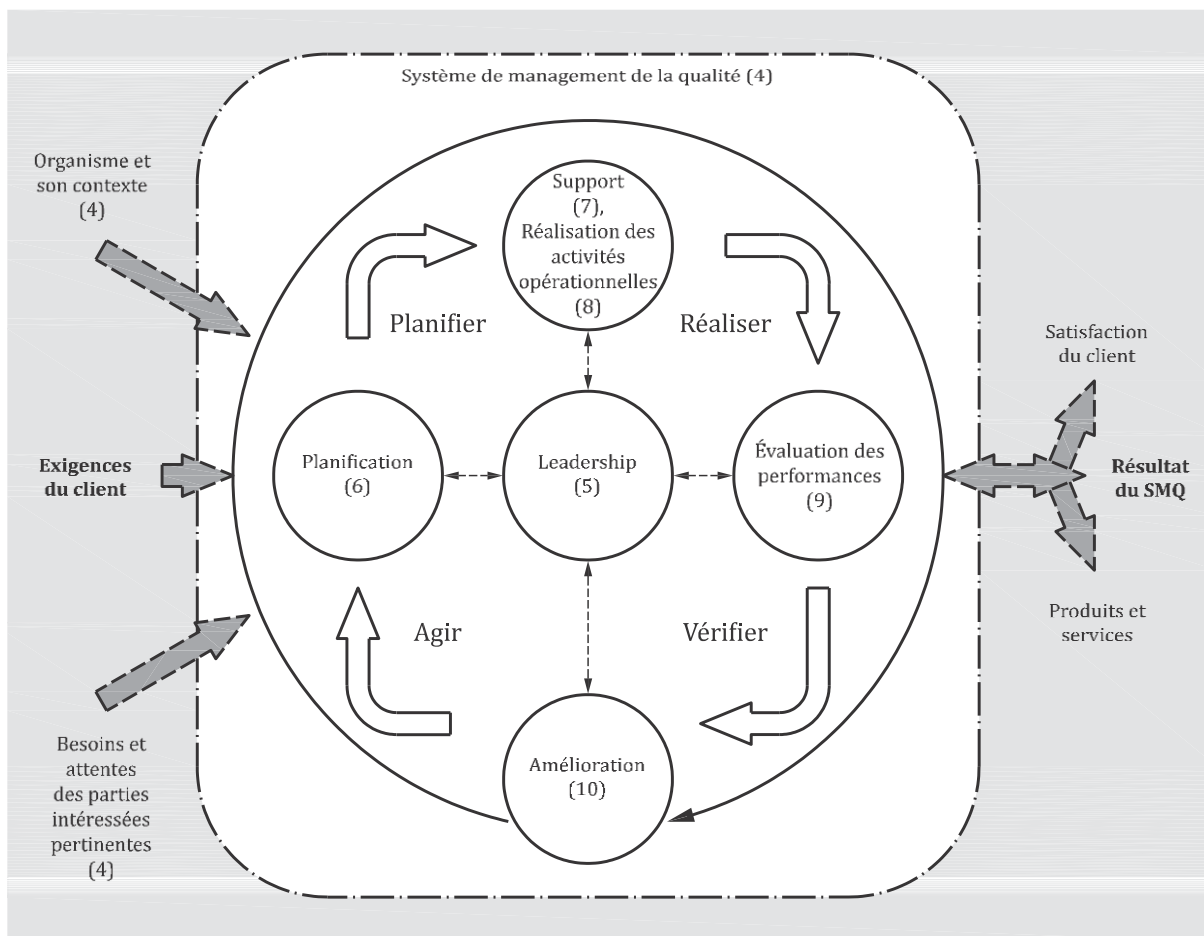 Système de management de la qualité (4)
Organisme et
son contexte
(4)
Support
(7),
Réalisation des
activités
opérationnelles
(8)
Planifier
Réaliser
Satisfaction
du client
Exigences
du client
Planification
(6)
Leadership
(5)
Évaluation des
performances
(9)
Résultat
du SMQ
Agir
Vérifier
Produits et
services
Besoins et
attentes
des parties
intéressées
pertinentes
(4)
Amélioration
(10)